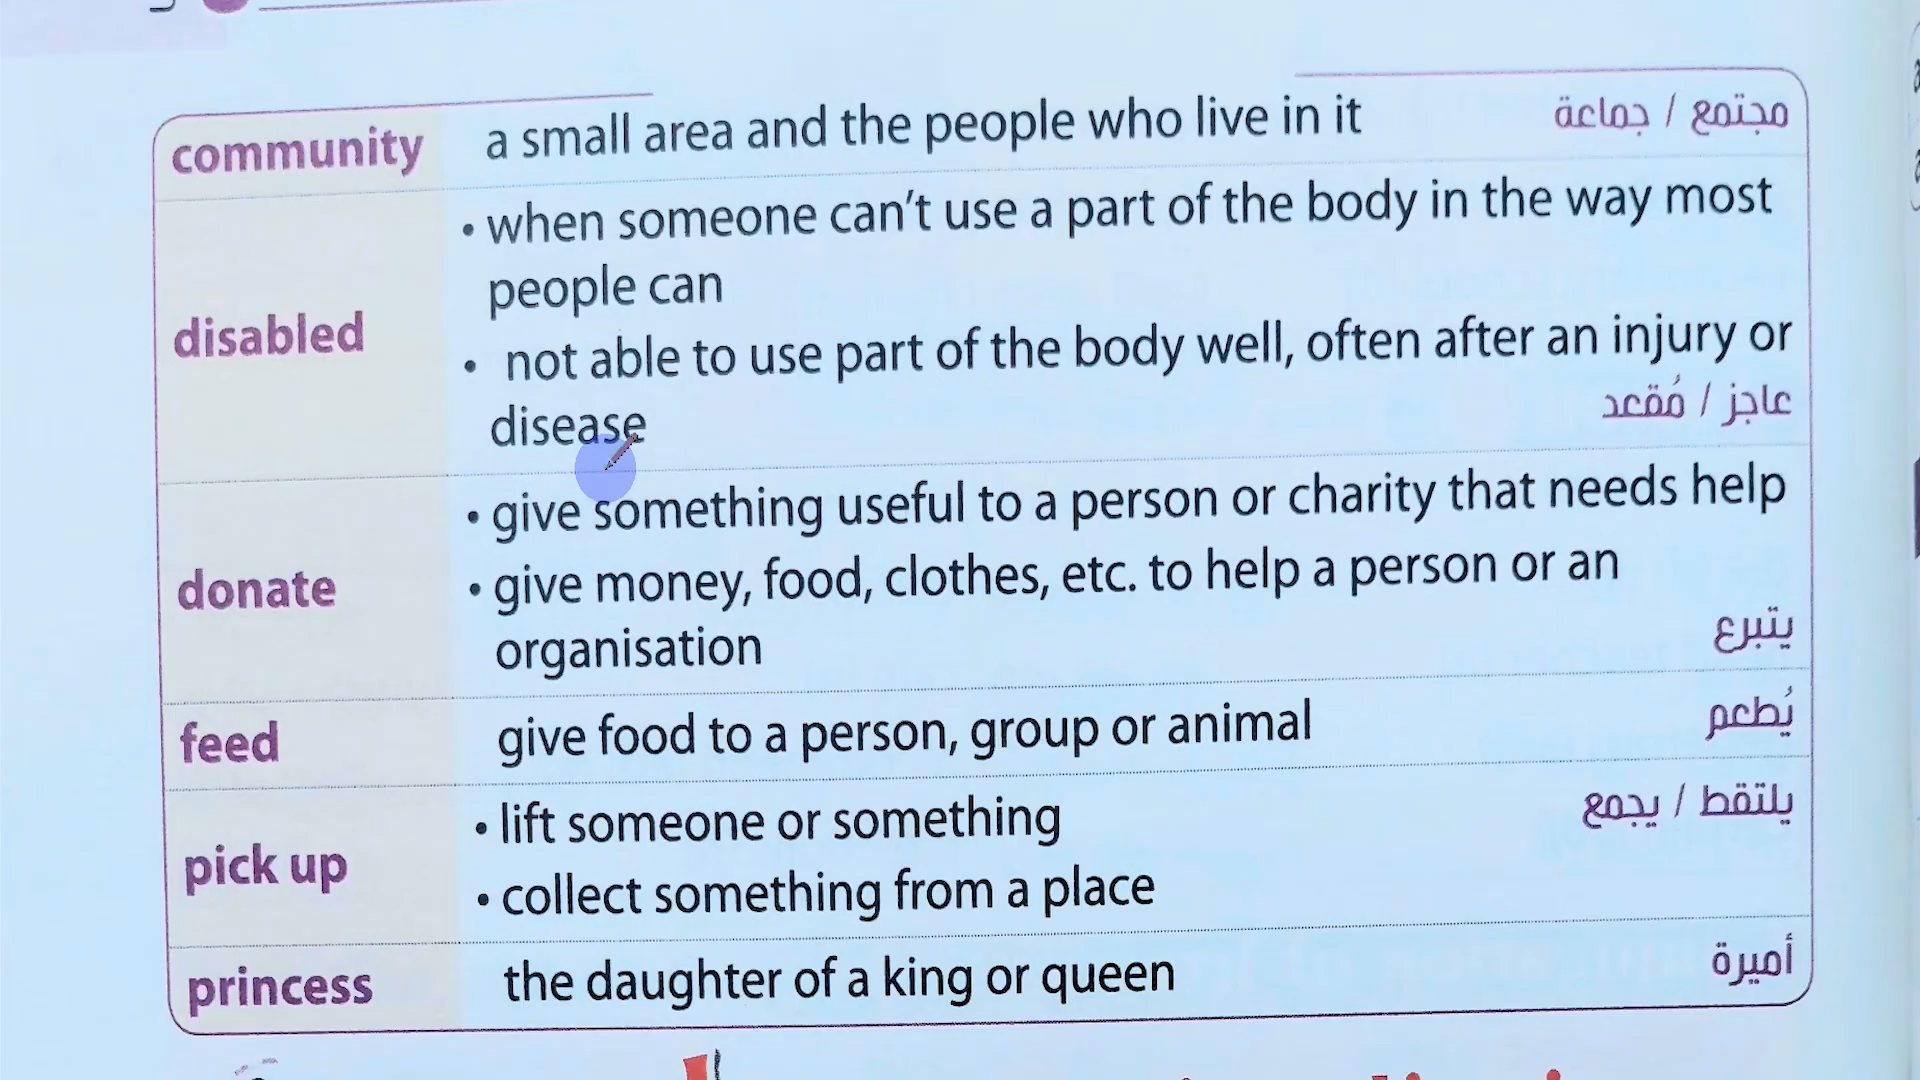 community a small area and the people who live in it مجتمع / جماعة
• when someone can't use a part of the body in the way most
people can
disabled
• not able to use part of the body well, often after an injury or
disease عاجز / مُقعد
• give something useful to a person or charity that needs help
donate • give money, food, clothes, etc. to help a person or an
organisation يتبرع
feed give food to a person, group or animal يُطعم
• lift someone or something يلتقط / يجمع
pick up
• collect something from a place
princess the daughter of a king or queen أميرة